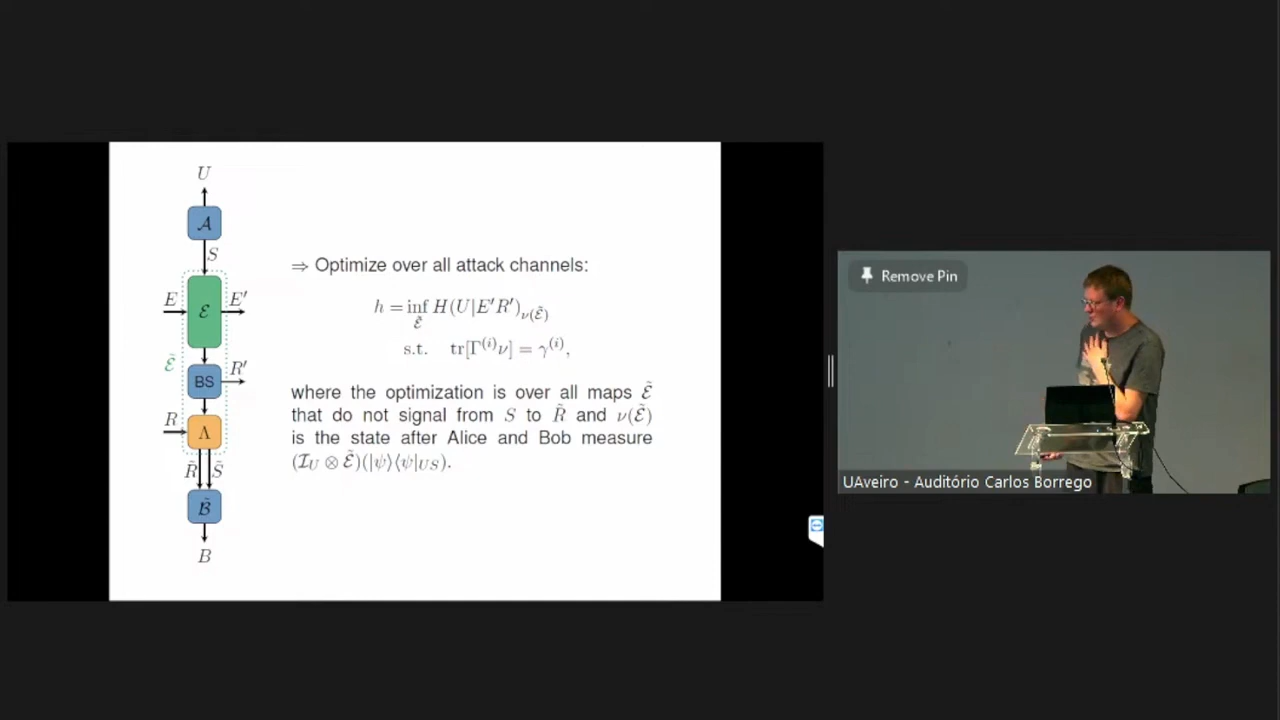 U
𝒜
S
E
ℰ
E′
ℰ̃
BS
R′
R
Λ
R̃
S̃
ℬ̃
B
⇒ Optimize over all attack channels:
h = inf_ℰ̃ H(U|E′R′)_ν(ℰ̃)
s.t. tr[Γ⁽ⁱ⁾ν] = γ⁽ⁱ⁾,
where the optimization is over all maps ℰ̃
that do not signal from S to R̃ and ν(ℰ̃)
is the state after Alice and Bob measure
(ℐ_U ⊗ ℰ̃)(|ψ⟩⟨ψ|_US).
Remove Pin
UAveiro - Auditório Carlos Borrego